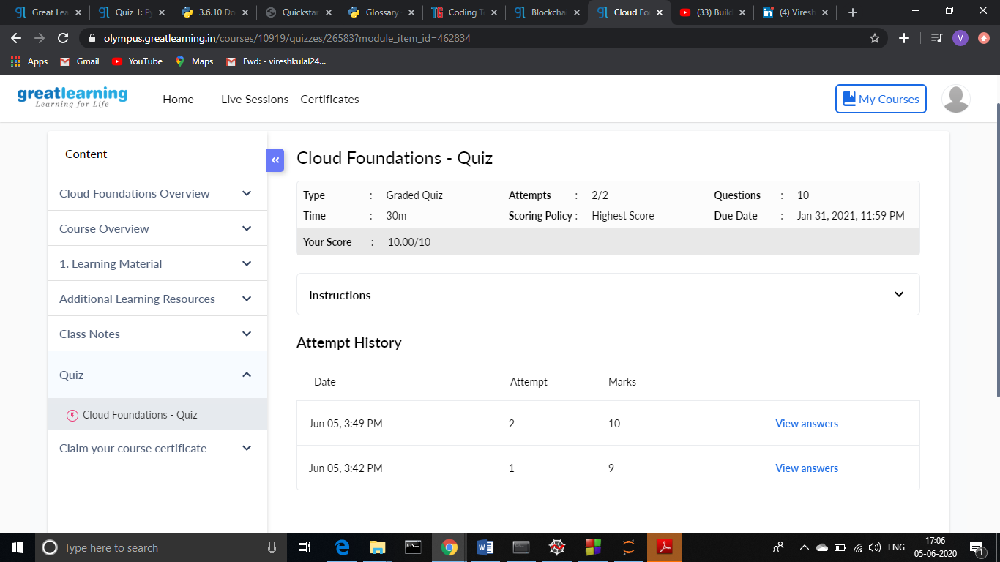 Great Lea
Quiz 1: Py
3.6.10 Do
Quickstar
Glossary
Coding T
Blockchai
Cloud Fo
(33) Build
(4) Viresh
olympus.greatlearning.in/courses/10919/quizzes/26583?module_item_id=462834
V
Apps
Gmail
YouTube
Maps
Fwd: - vireshkulal24...
greatlearning
Learning for Life
Home
Live Sessions
Certificates
My Courses
Content
Cloud Foundations Overview
Course Overview
1. Learning Material
Additional Learning Resources
Class Notes
Quiz
Cloud Foundations - Quiz
Claim your course certificate
Cloud Foundations - Quiz
Type : Graded Quiz Attempts : 2/2 Questions : 10
Time : 30m Scoring Policy : Highest Score Due Date : Jan 31, 2021, 11:59 PM
Your Score : 10.00/10
Instructions
Attempt History
Date Attempt Marks
Jun 05, 3:49 PM 2 10 View answers
Jun 05, 3:42 PM 1 9 View answers
Type here to search
ENG
17:06
05-06-2020
1